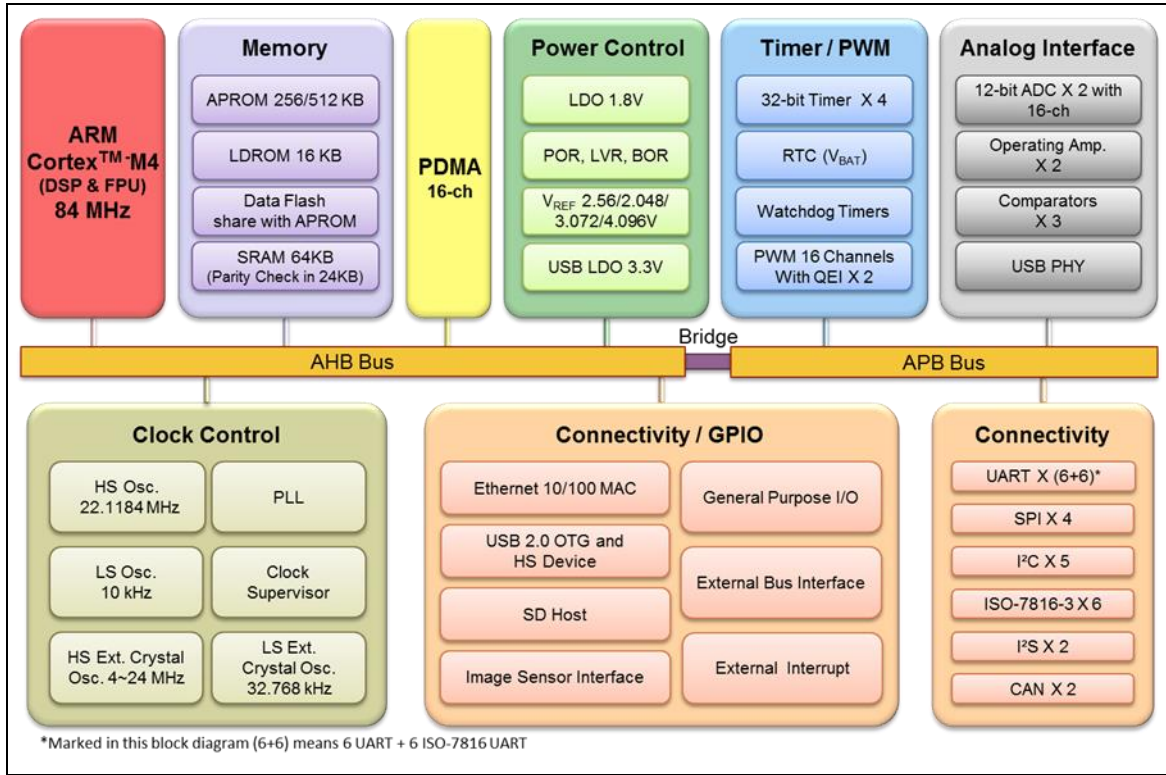 ARM
Cortex™-M4
(DSP & FPU)
84 MHz
Memory
APROM 256/512 KB
LDROM 16 KB
Data Flash
share with APROM
SRAM 64KB
(Parity Check in 24KB)
PDMA
16-ch
Power Control
LDO 1.8V
POR, LVR, BOR
VREF 2.56/2.048/
3.072/4.096V
USB LDO 3.3V
Timer / PWM
32-bit Timer X 4
RTC (VBAT)
Watchdog Timers
PWM 16 Channels
With QEI X 2
Analog Interface
12-bit ADC X 2 with
16-ch
Operating Amp.
X 2
Comparators
X 3
USB PHY
AHB Bus
Bridge
APB Bus
Clock Control
HS Osc.
22.1184 MHz
PLL
LS Osc.
10 kHz
Clock
Supervisor
HS Ext. Crystal
Osc. 4~24 MHz
LS Ext.
Crystal Osc.
32.768 kHz
Connectivity / GPIO
Ethernet 10/100 MAC
USB 2.0 OTG and
HS Device
SD Host
Image Sensor Interface
General Purpose I/O
External Bus Interface
External Interrupt
Connectivity
UART X (6+6)*
SPI X 4
I²C X 5
ISO-7816-3 X 6
I²S X 2
CAN X 2
*Marked in this block diagram (6+6) means 6 UART + 6 ISO-7816 UART